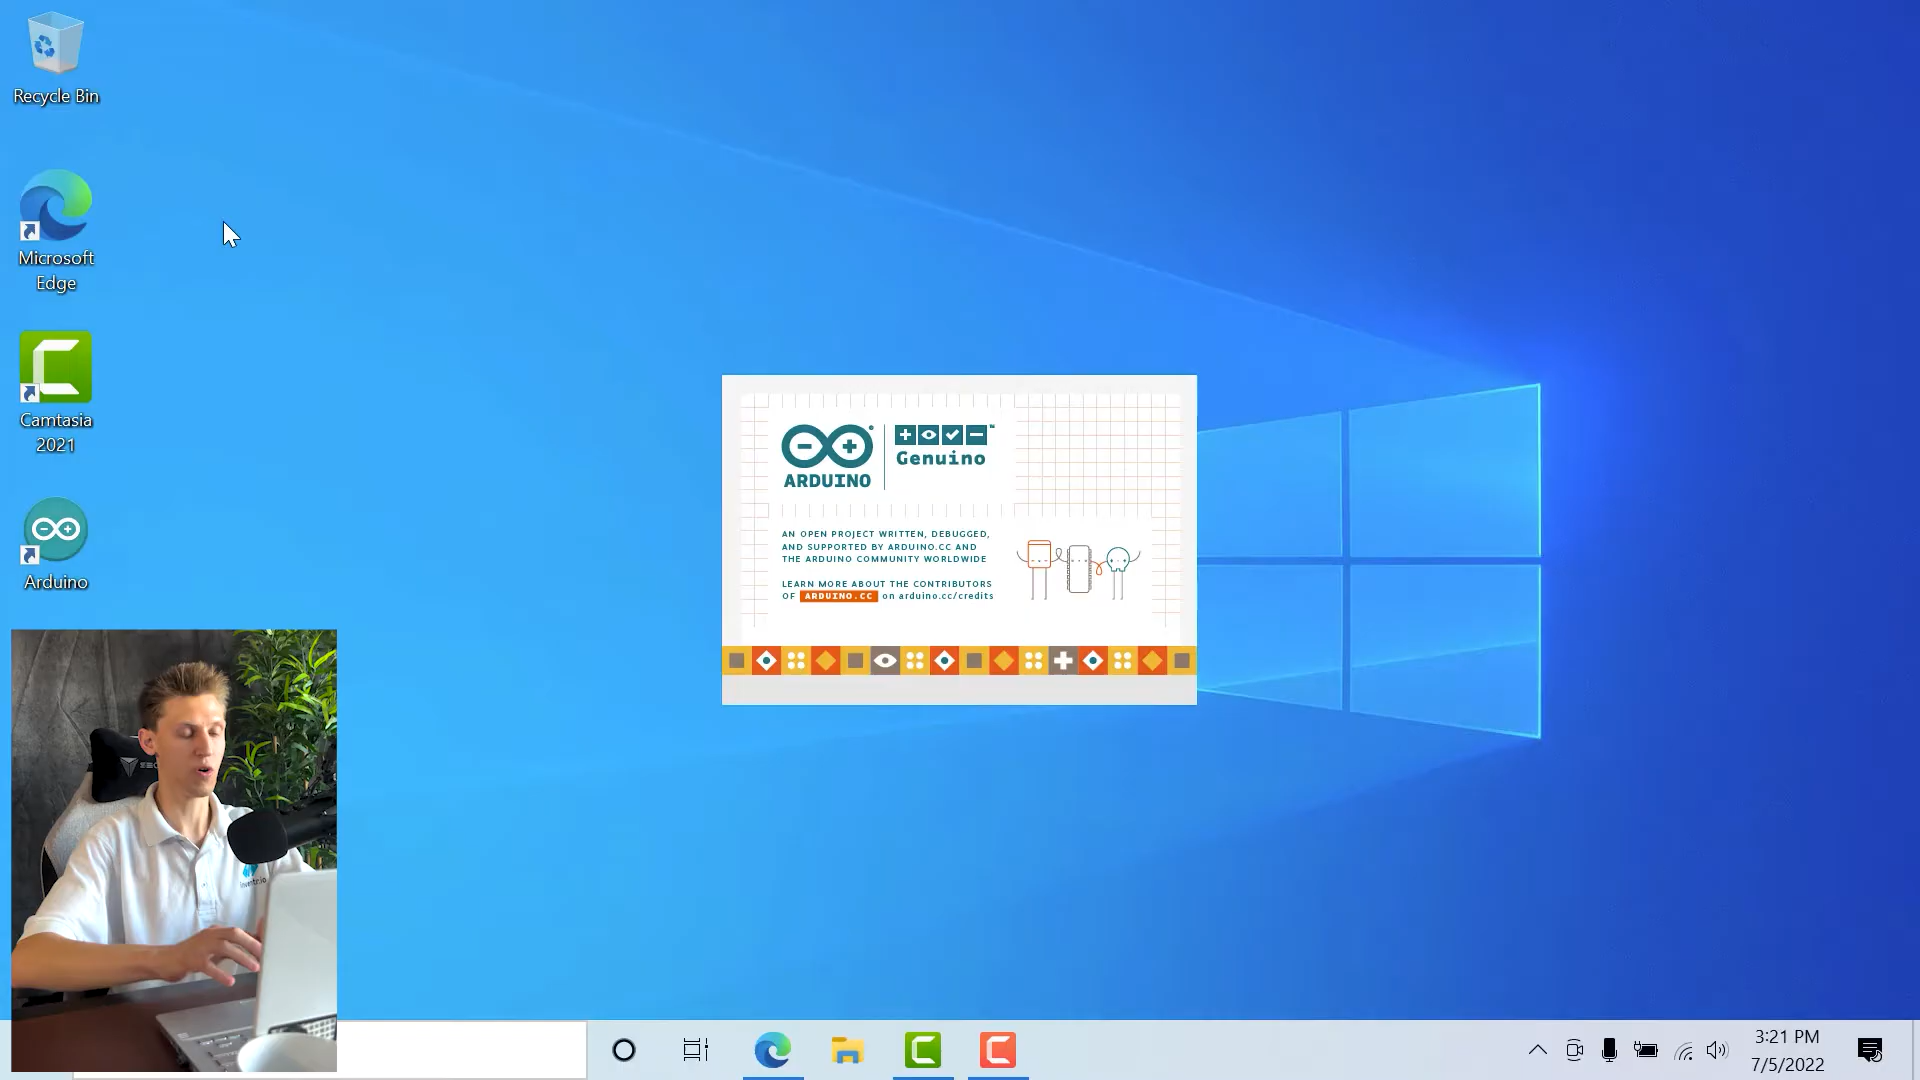 Recycle Bin
Microsoft
Edge
Camtasia
2021
Arduino
ARDUINO
Genuino
AN OPEN PROJECT WRITTEN, DEBUGGED,
AND SUPPORTED BY ARDUINO.CC AND
THE ARDUINO COMMUNITY WORLDWIDE
LEARN MORE ABOUT THE CONTRIBUTORS
OF ARDUINO.CC on arduino.cc/credits
inventr.io
3:21 PM
7/5/2022